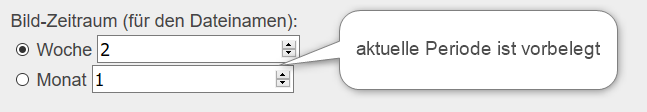 Bild-Zeitraum (für den Dateinamen):
Woche 2
Monat 1
aktuelle Periode ist vorbelegt